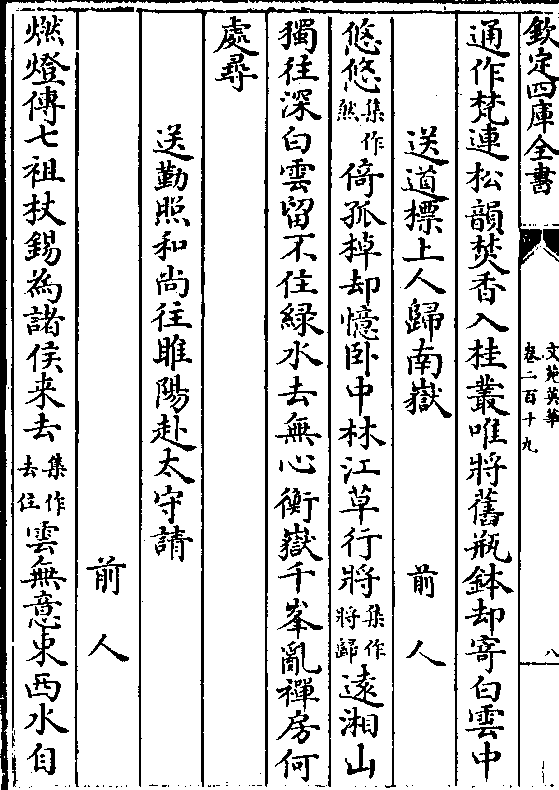 欽定四庫全書
文苑英華
卷二百十九
八
通作梵連松韻焚香入桂叢唯將舊瓶鉢却寄白雲中
送道標上人歸南嶽 前人
悠悠集作然倚孤棹却憶卧中林江草行將集作將歸遠湘山
獨往深白雲留不住緑水去無心衡嶽千峯亂禪房何
處尋
送勤照和尚往睢陽赴太守請
前人
燃燈傳七祖杖錫為諸侯来去集作去住雲無意東西水自